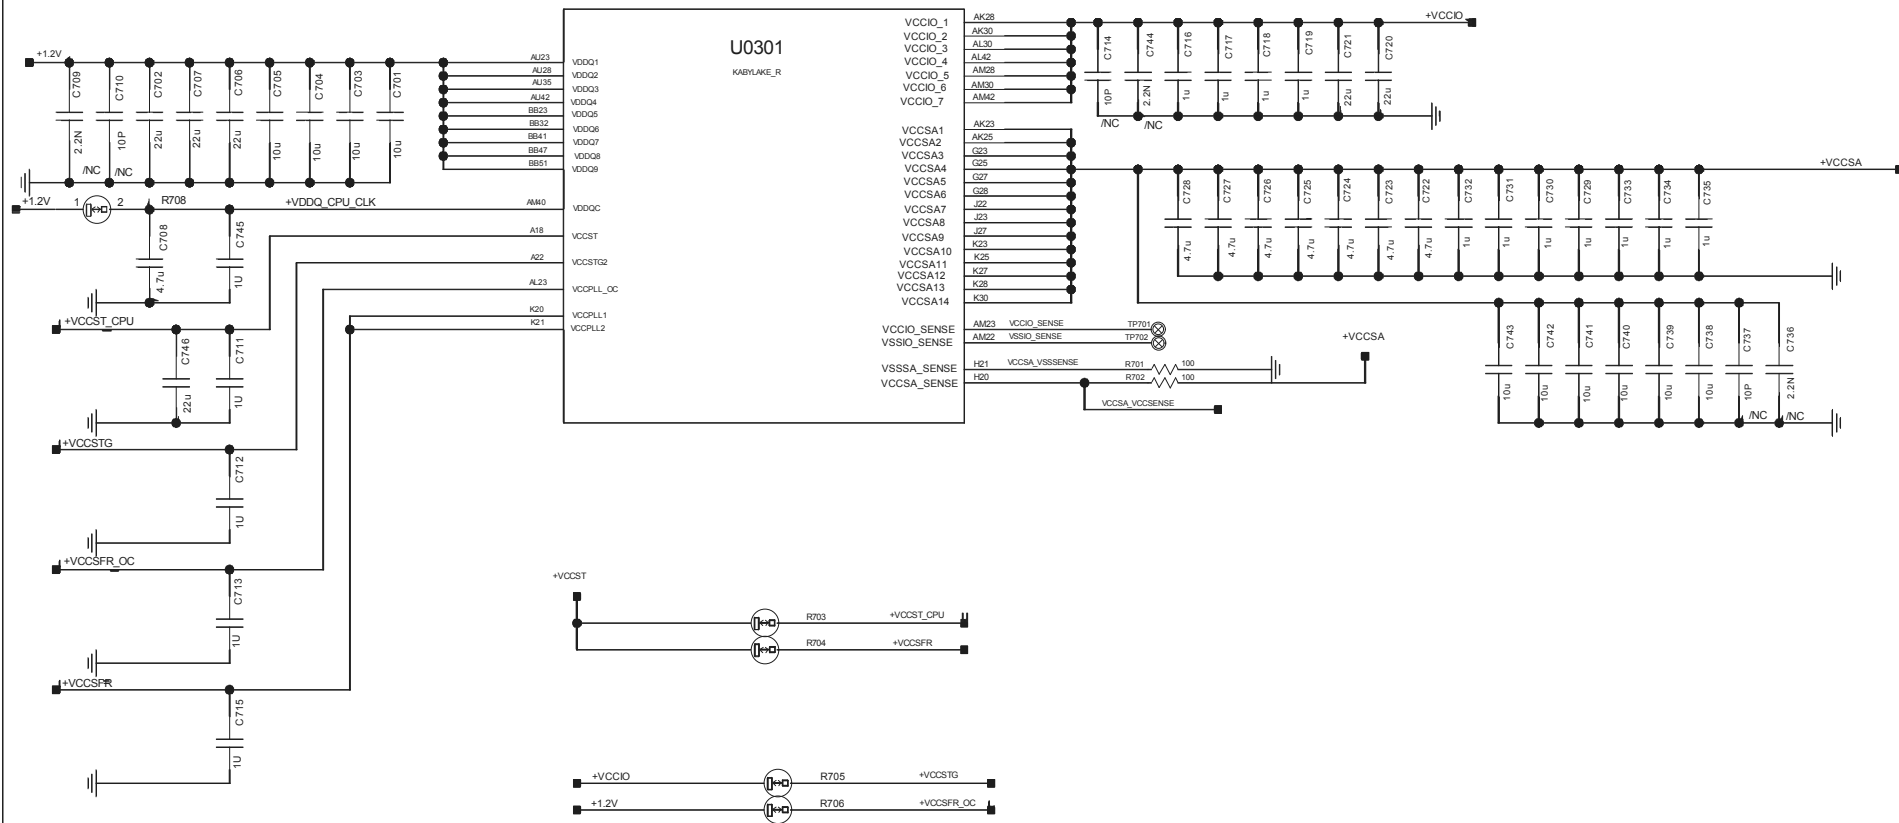 U0301
KABYLAKE_R
+1.2V
C709
2.2N
/NC
C710
10P
/NC
C702
22u
C707
22u
C706
22u
C705
10u
C704
10u
C703
10u
C701
10u
AU23 VDDQ1
AU28 VDDQ2
AU35 VDDQ3
AU42 VDDQ4
BB23 VDDQ5
BB32 VDDQ6
BB41 VDDQ7
BB47 VDDQ8
BB51 VDDQ9
+1.2V 1 2 R708 +VDDQ_CPU_CLK AM40 VDDQC
C708
4.7u
C745
1U
A18 VCCST
A22 VCCSTG2
AL23 VCCPLL_OC
K20 VCCPLL1
K21 VCCPLL2
+VCCST_CPU
C746
22u
C711
1U
+VCCSTG
C712
1U
+VCCSFR_OC
C713
1U
+VCCSFR
C715
1U
VCCIO_1 AK28 +VCCIO
VCCIO_2 AK30
VCCIO_3 AL30
VCCIO_4 AL42
VCCIO_5 AM28
VCCIO_6 AM30
VCCIO_7 AM42
C714
10P
/NC
C744
2.2N
/NC
C716
1u
C717
1u
C718
1u
C719
1u
C721
22u
C720
22u
VCCSA1 AK23
VCCSA2 AK25
VCCSA3 G23
VCCSA4 G25 +VCCSA
VCCSA5 G27
VCCSA6 G28
VCCSA7 J22
VCCSA8 J23
VCCSA9 J27
VCCSA10 K23
VCCSA11 K25
VCCSA12 K27
VCCSA13 K28
VCCSA14 K30
C728
4.7u
C727
4.7u
C726
4.7u
C725
4.7u
C724
4.7u
C723
4.7u
C722
4.7u
C732
1u
C731
1u
C730
1u
C729
1u
C733
1u
C734
1u
C735
1u
C743
10u
C742
10u
C741
10u
C740
10u
C739
10u
C738
10u
C737
10P
/NC
C736
2.2N
/NC
VCCIO_SENSE AM23 VCCIO_SENSE TP701
VSSIO_SENSE AM22 VSSIO_SENSE TP702
VSSSA_SENSE H21 VCCSA_VSSSENSE R701 100
VCCSA_SENSE H20 R702 100
+VCCSA
VCCSA_VCCSENSE
+VCCST
R703 +VCCST_CPU
R704 +VCCSFR
+VCCIO R705 +VCCSTG
+1.2V R706 +VCCSFR_OC